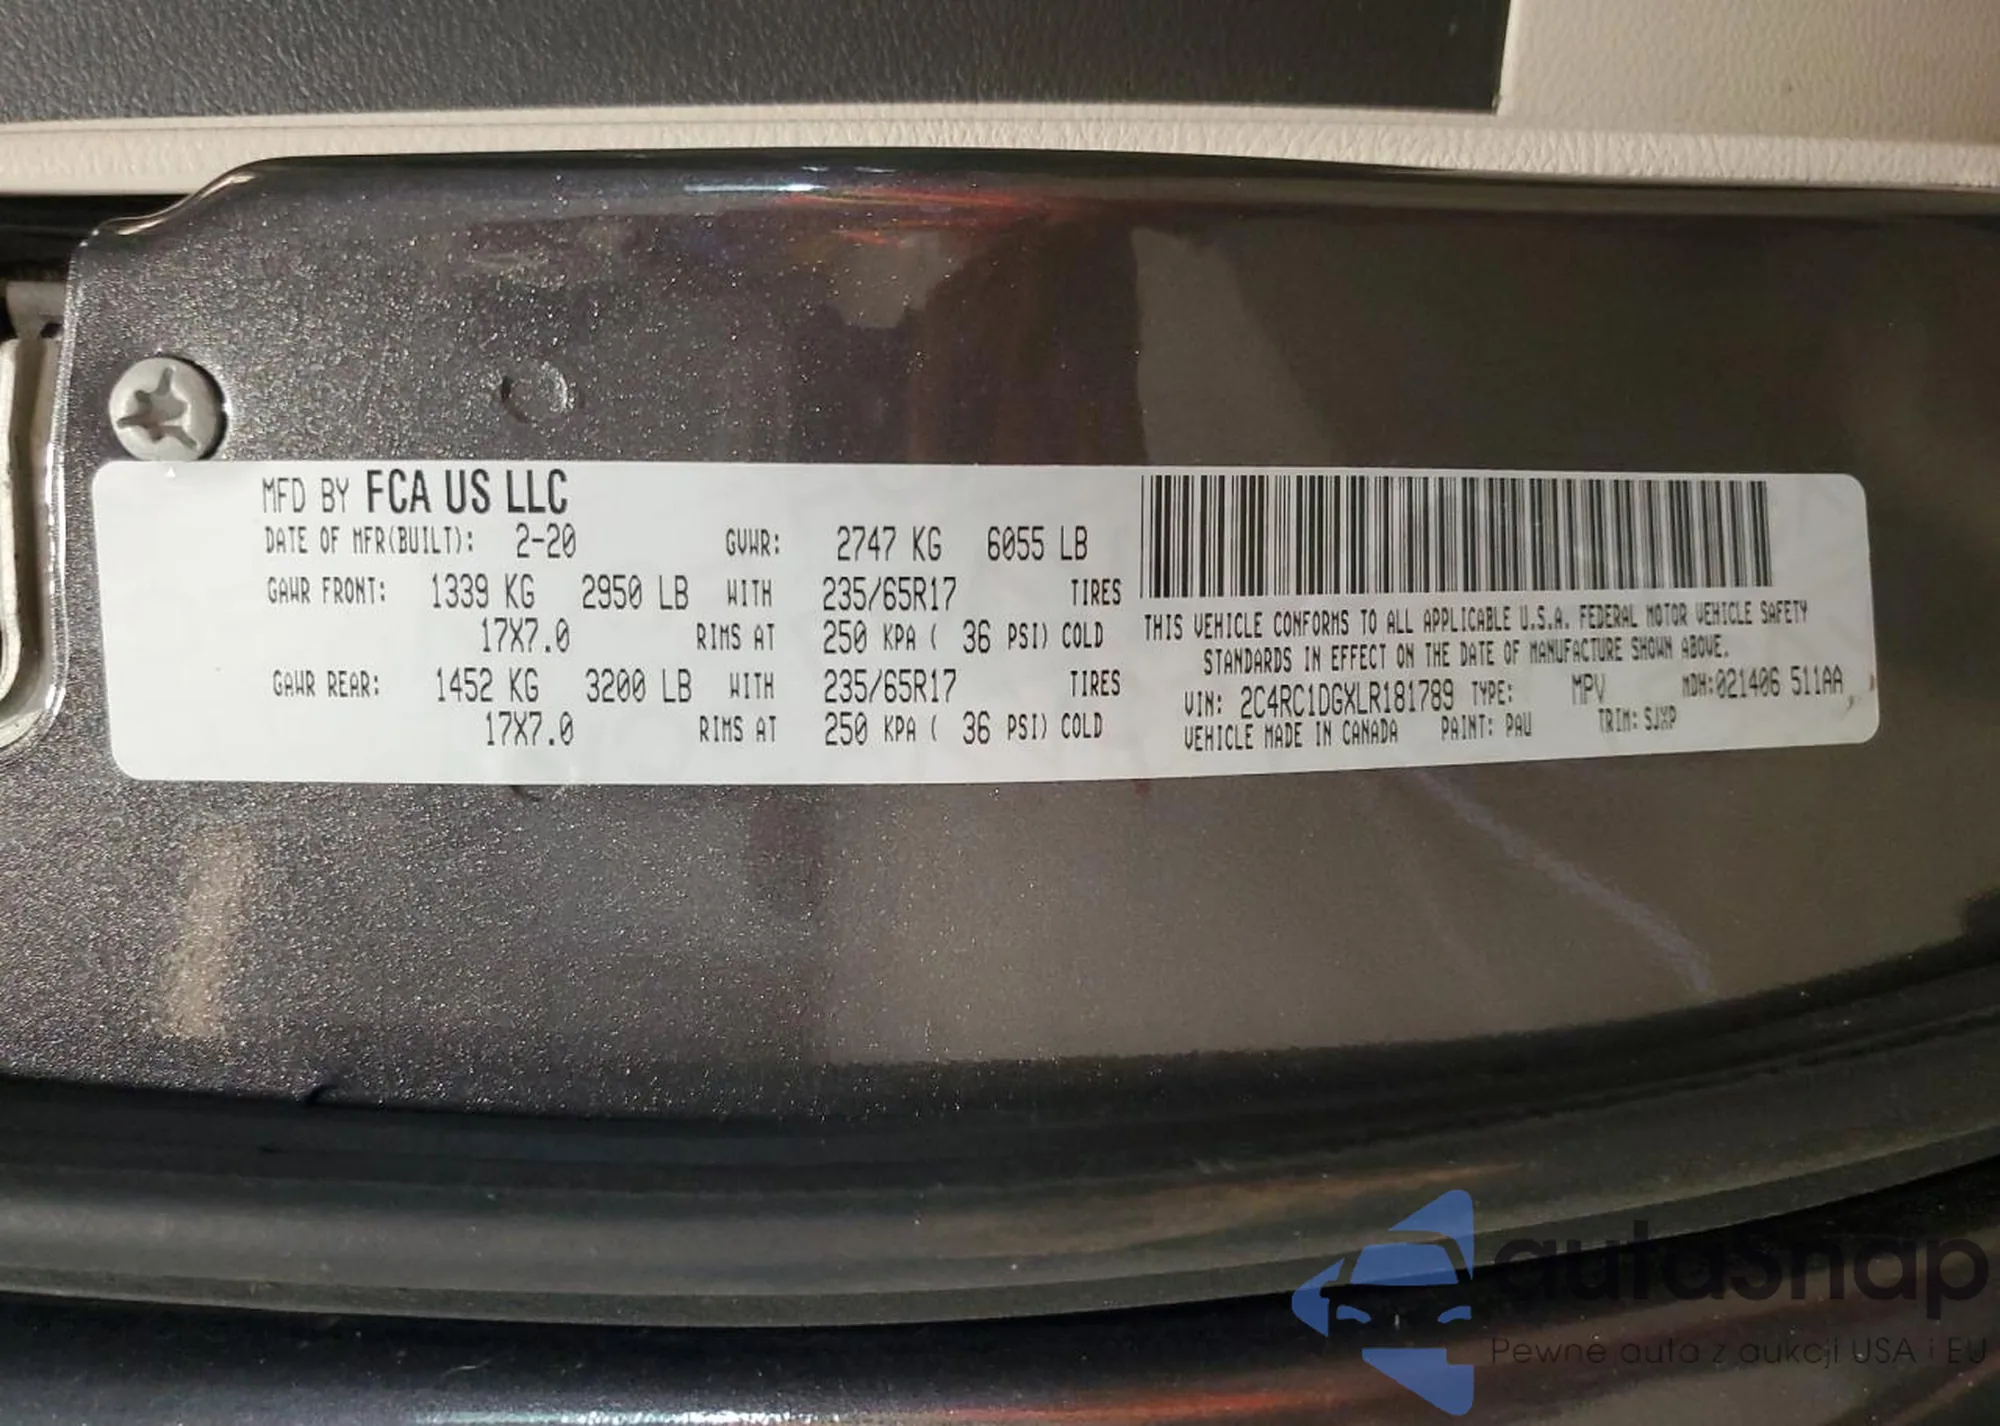 MFD BY FCA US LLC
DATE OF MFR(BUILT): 2-20 GVWR: 2747 KG 6055 LB
GAWR FRONT: 1339 KG 2950 LB WITH 235/65R17 TIRES
17X7.0 RIMS AT 250 KPA ( 36 PSI) COLD
GAWR REAR: 1452 KG 3200 LB WITH 235/65R17 TIRES
17X7.0 RIMS AT 250 KPA ( 36 PSI) COLD
THIS VEHICLE CONFORMS TO ALL APPLICABLE U.S.A. FEDERAL MOTOR VEHICLE SAFETY
STANDARDS IN EFFECT ON THE DATE OF MANUFACTURE SHOWN ABOVE.
VIN: 2C4RC1DGXLR181789 TYPE: MPV MDH:021406 511AA
VEHICLE MADE IN CANADA PAINT: PAU TRIM: SJXP
autosnap
Pewne auta z aukcji USA i EU